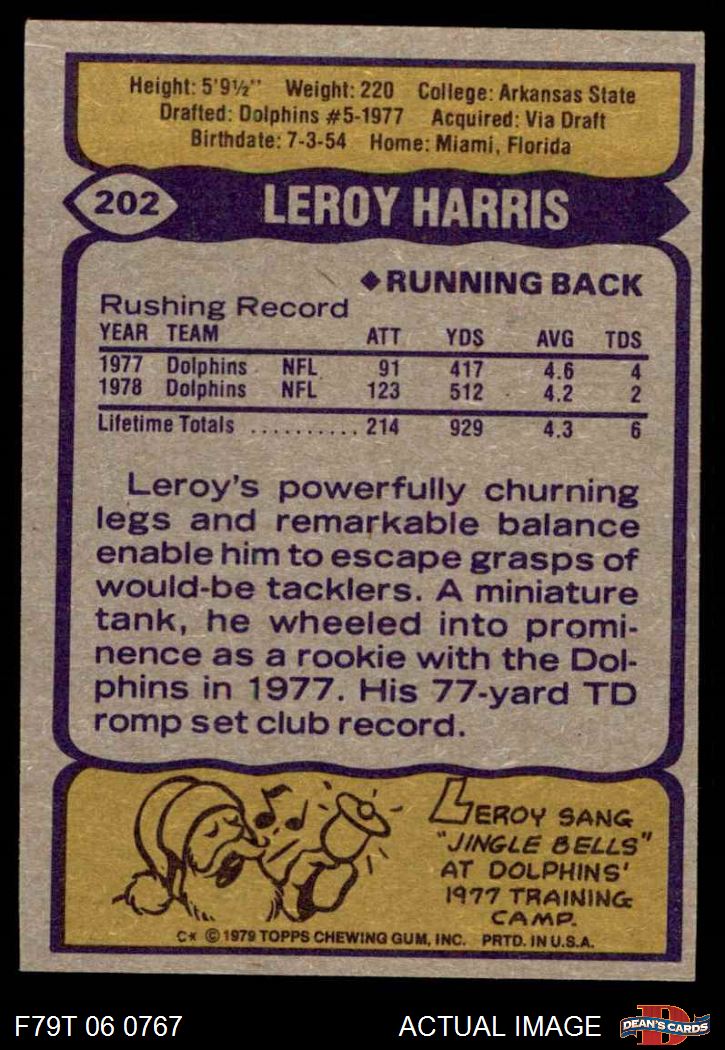 Height: 5'9½" Weight: 220 College: Arkansas State
Drafted: Dolphins #5-1977 Acquired: Via Draft
Birthdate: 7-3-54 Home: Miami, Florida
202 LEROY HARRIS
◆RUNNING BACK
Rushing Record
YEAR TEAM ATT YDS AVG TDS
1977 Dolphins NFL 91 417 4.6 4
1978 Dolphins NFL 123 512 4.2 2
Lifetime Totals .......... 214 929 4.3 6
Leroy's powerfully churning
legs and remarkable balance
enable him to escape grasps of
would-be tacklers. A miniature
tank, he wheeled into promi-
nence as a rookie with the Dol-
phins in 1977. His 77-yard TD
romp set club record.
LEROY SANG
"JINGLE BELLS"
AT DOLPHINS'
1977 TRAINING
CAMP.
C* © 1979 TOPPS CHEWING GUM, INC. PRTD. IN U.S.A.
F79T 06 0767 ACTUAL IMAGE D DEAN'S CARDS